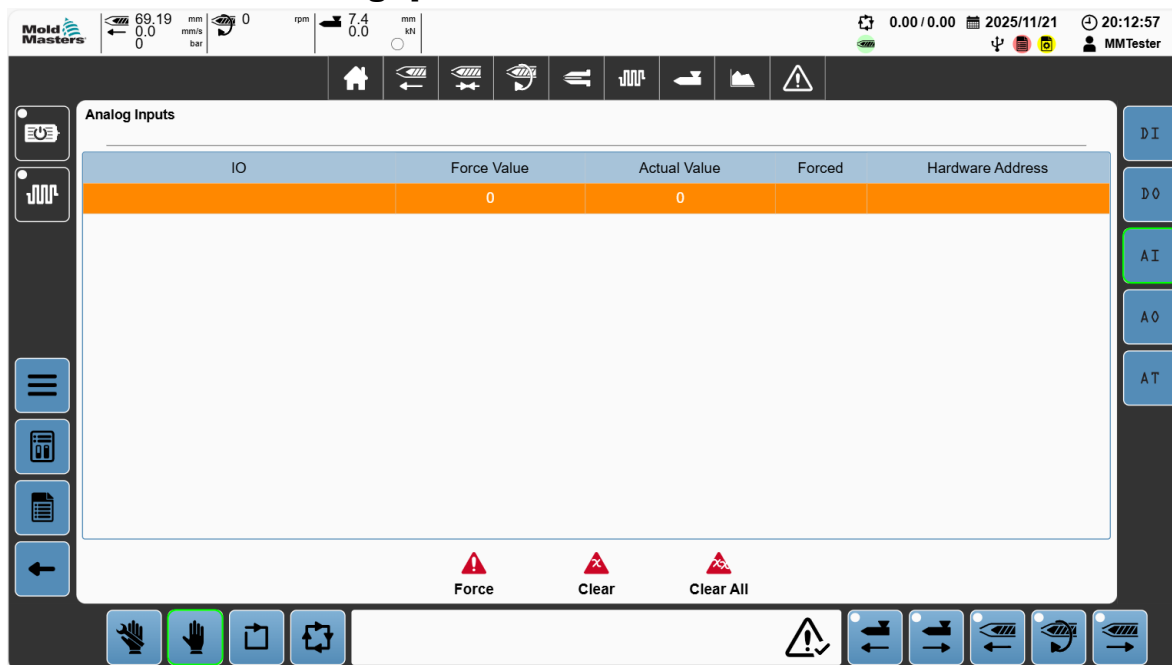 Mold
Masters
69.19 mm
0.0 mm/s
0 bar
0 rpm
7.4 mm
0.0 kN
0.00 / 0.00 2025/11/21 20:12:57
MMTester
Analog Inputs
IO Force Value Actual Value Forced Hardware Address
0 0
DI
DO
AI
AO
AT
Force Clear Clear All